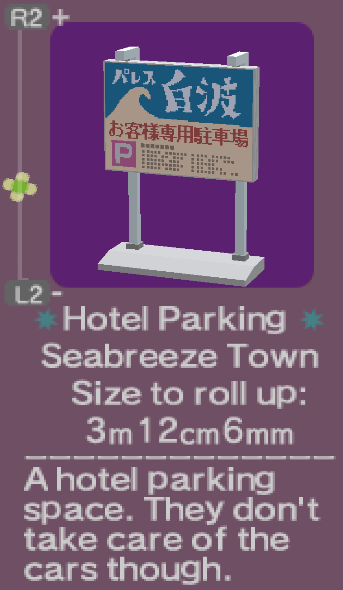 R2 +
パレス 白波
お客様専用駐車場
P
L2 -
Hotel Parking
Seabreeze Town
Size to roll up:
3m12cm6mm
A hotel parking
space. They don't
take care of the
cars though.